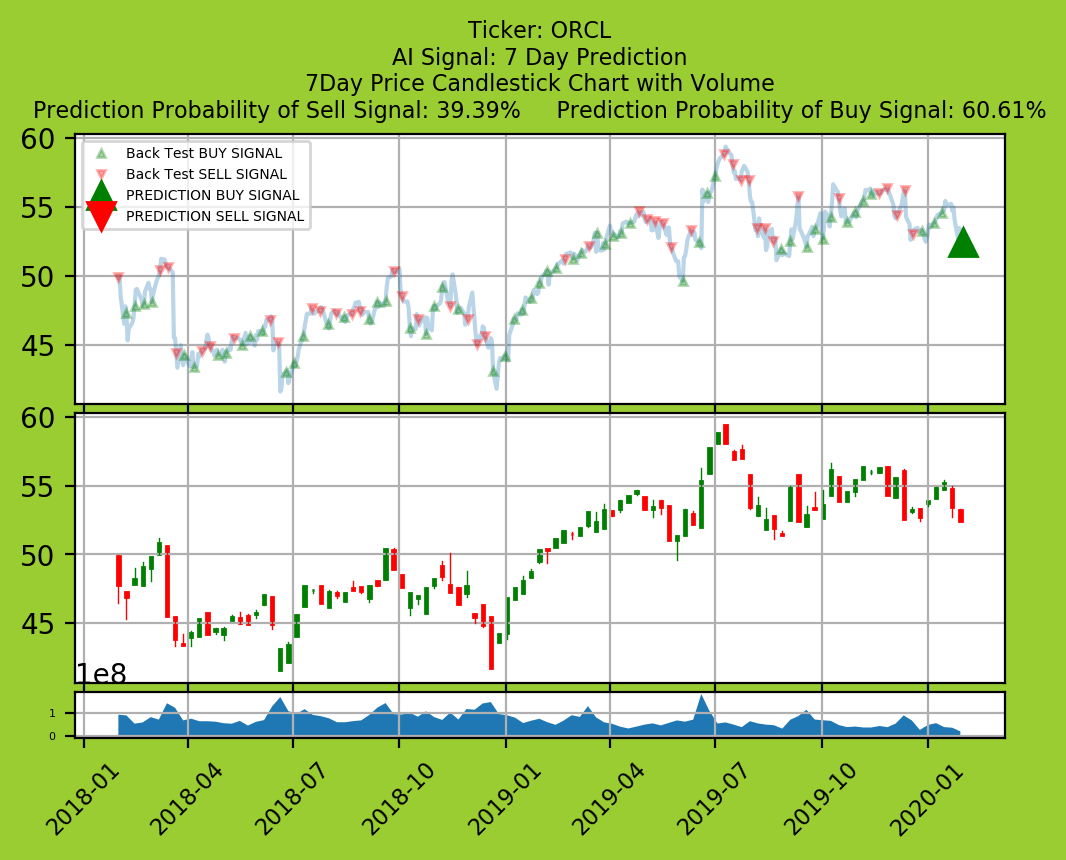 Ticker: ORCL
AI Signal: 7 Day Prediction
7Day Price Candlestick Chart with Volume
Prediction Probability of Sell Signal: 39.39% Prediction Probability of Buy Signal: 60.61%
60
55
50
45
Back Test BUY SIGNAL
Back Test SELL SIGNAL
PREDICTION BUY SIGNAL
PREDICTION SELL SIGNAL
60
55
50
45
1e8
1
0
2018-01
2018-04
2018-07
2018-10
2019-01
2019-04
2019-07
2019-10
2020-01